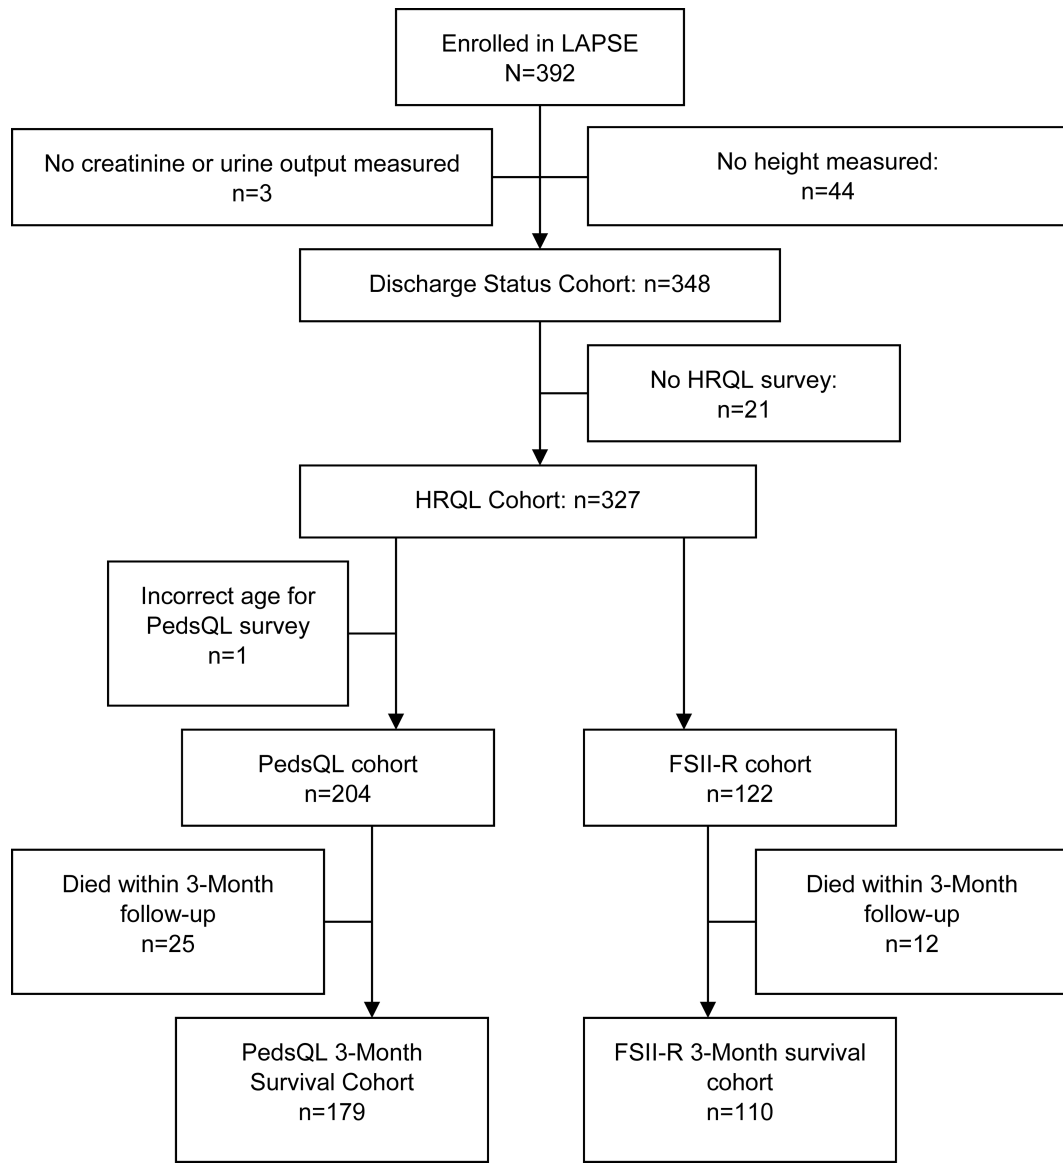 Enrolled in LAPSE
N=392
No creatinine or urine output measured
n=3
No height measured:
n=44
Discharge Status Cohort: n=348
No HRQL survey:
n=21
HRQL Cohort: n=327
Incorrect age for
PedsQL survey
n=1
PedsQL cohort
n=204
FSII-R cohort
n=122
Died within 3-Month
follow-up
n=25
Died within 3-Month
follow-up
n=12
PedsQL 3-Month
Survival Cohort
n=179
FSII-R 3-Month survival
cohort
n=110